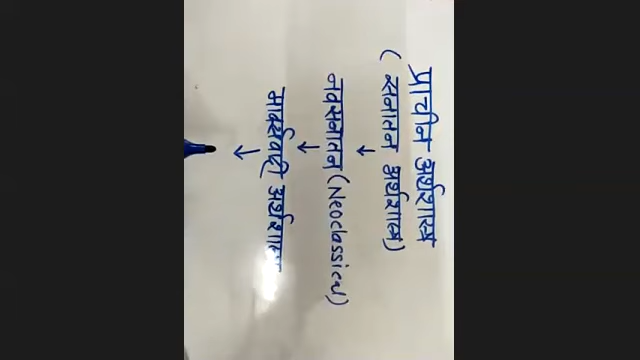 प्राचीन अर्थशास्त्र
( सनातन अर्थशास्त्र)
↓
नवसनातन (Neoclassical)
↓
मार्क्सवादी अर्थशास्त्र
↓